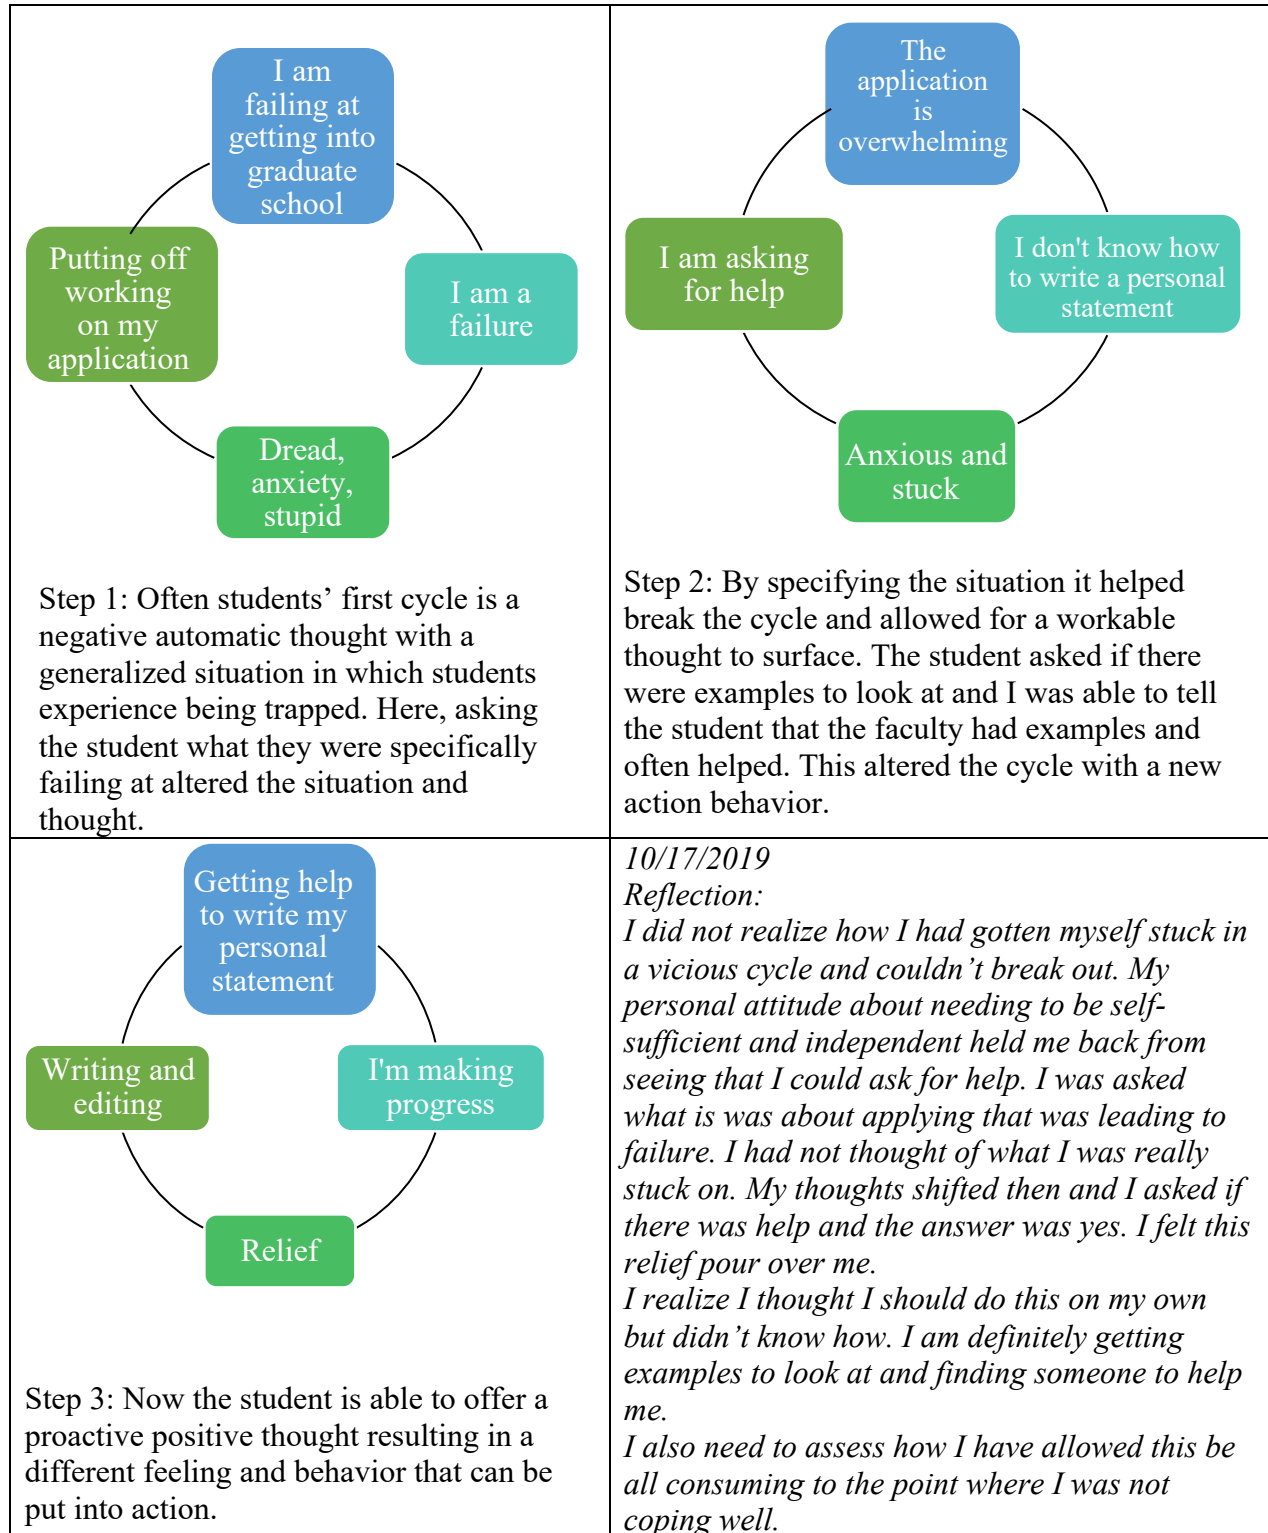 I am
failing at
getting into
graduate
school
I am a
failure
Dread,
anxiety,
stupid
Putting off
working
on my
application
Step 1: Often students’ first cycle is a
negative automatic thought with a
generalized situation in which students
experience being trapped. Here, asking
the student what they were specifically
failing at altered the situation and
thought.
The
application
is
overwhelming
I don't know how
to write a personal
statement
Anxious and
stuck
I am asking
for help
Step 2: By specifying the situation it helped
break the cycle and allowed for a workable
thought to surface. The student asked if there
were examples to look at and I was able to tell
the student that the faculty had examples and
often helped. This altered the cycle with a new
action behavior.
Getting help
to write my
personal
statement
I'm making
progress
Relief
Writing and
editing
Step 3: Now the student is able to offer a
proactive positive thought resulting in a
different feeling and behavior that can be
put into action.
10/17/2019
Reflection:
I did not realize how I had gotten myself stuck in
a vicious cycle and couldn’t break out. My
personal attitude about needing to be self-
sufficient and independent held me back from
seeing that I could ask for help. I was asked
what is was about applying that was leading to
failure. I had not thought of what I was really
stuck on. My thoughts shifted then and I asked if
there was help and the answer was yes. I felt this
relief pour over me.
I realize I thought I should do this on my own
but didn’t know how. I am definitely getting
examples to look at and finding someone to help
me.
I also need to assess how I have allowed this be
all consuming to the point where I was not
coping well.